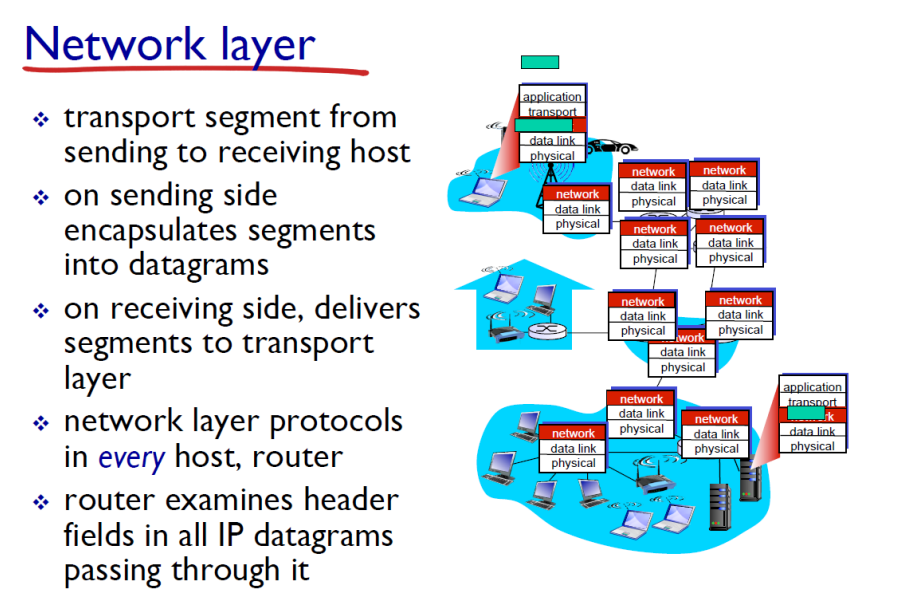 Network layer
transport segment from
sending to receiving host
on sending side
encapsulates segments
into datagrams
on receiving side, delivers
segments to transport
layer
network layer protocols
in every host, router
router examines header
fields in all IP datagrams
passing through it
application
transport
data link
physical
network
data link
physical
network
data link
physical
network
data link
physical
network
data link
physical
network
data link
physical
network
data link
physical
network
data link
physical
data link
physical
network
data link
physical
network
data link
physical
network
data link
physical
application
transport
data link
physical